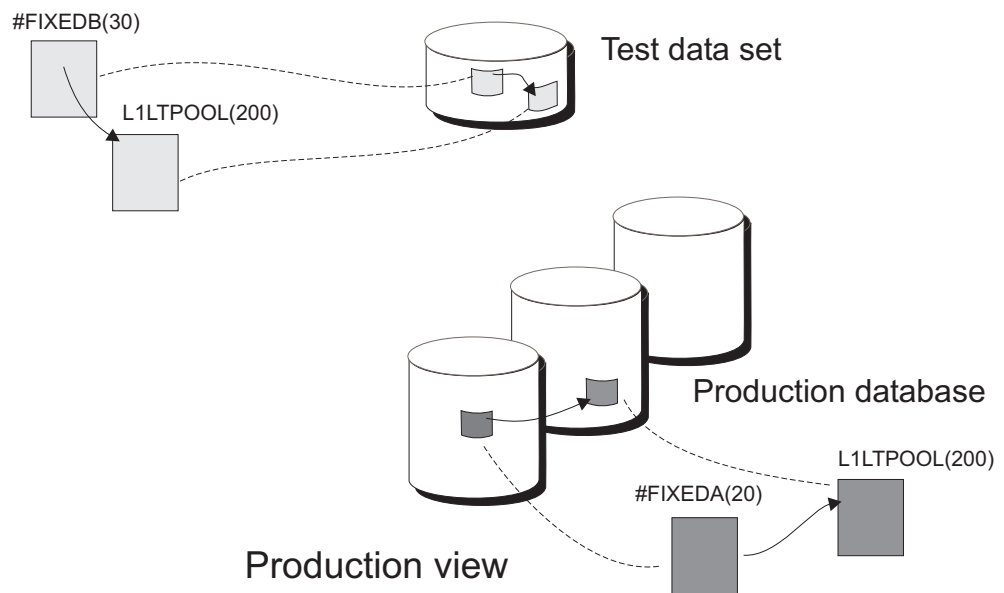 #FIXEDB(30)
Test data set
L1LTPOOL(200)
Production database
L1LTPOOL(200)
#FIXEDA(20)
Production view